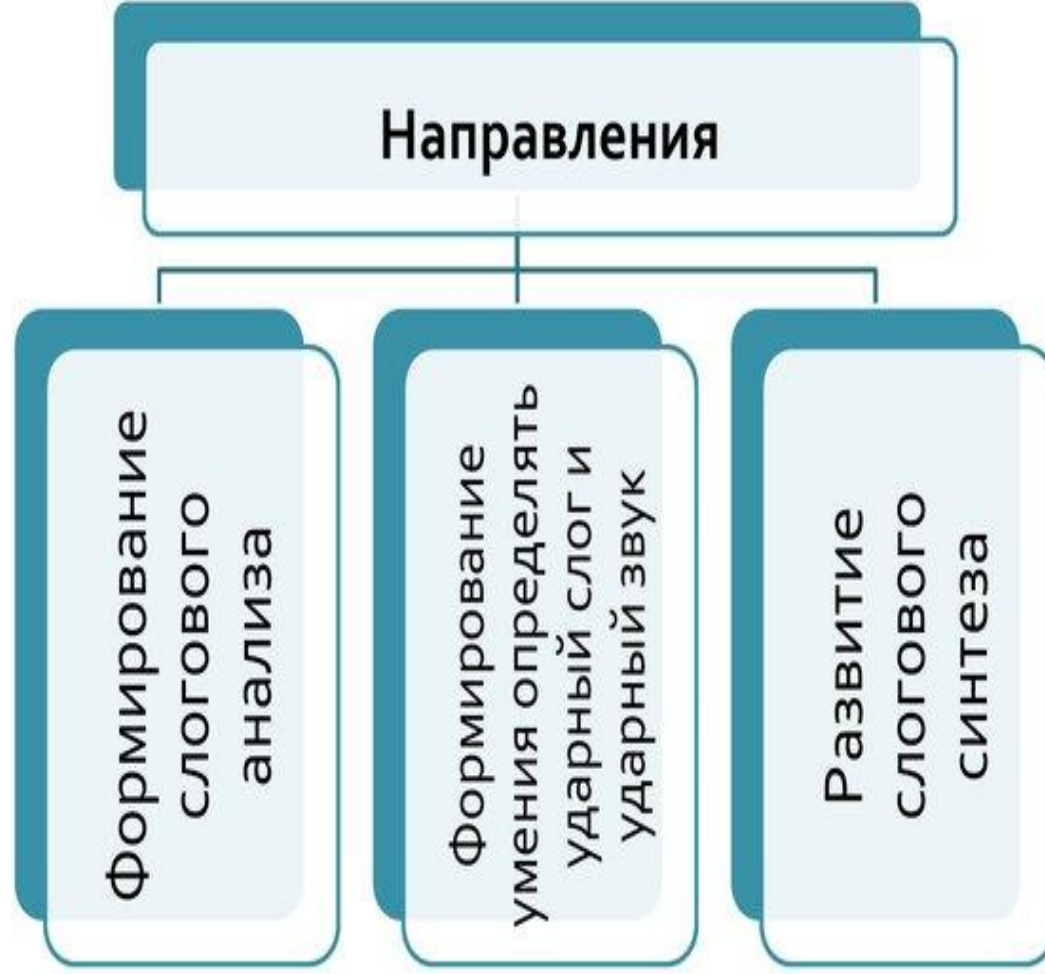 Направления
Формирование
слогового
анализа
Формирование
умения определять
ударный слог и
ударный звук
Развитие
слогового
синтеза